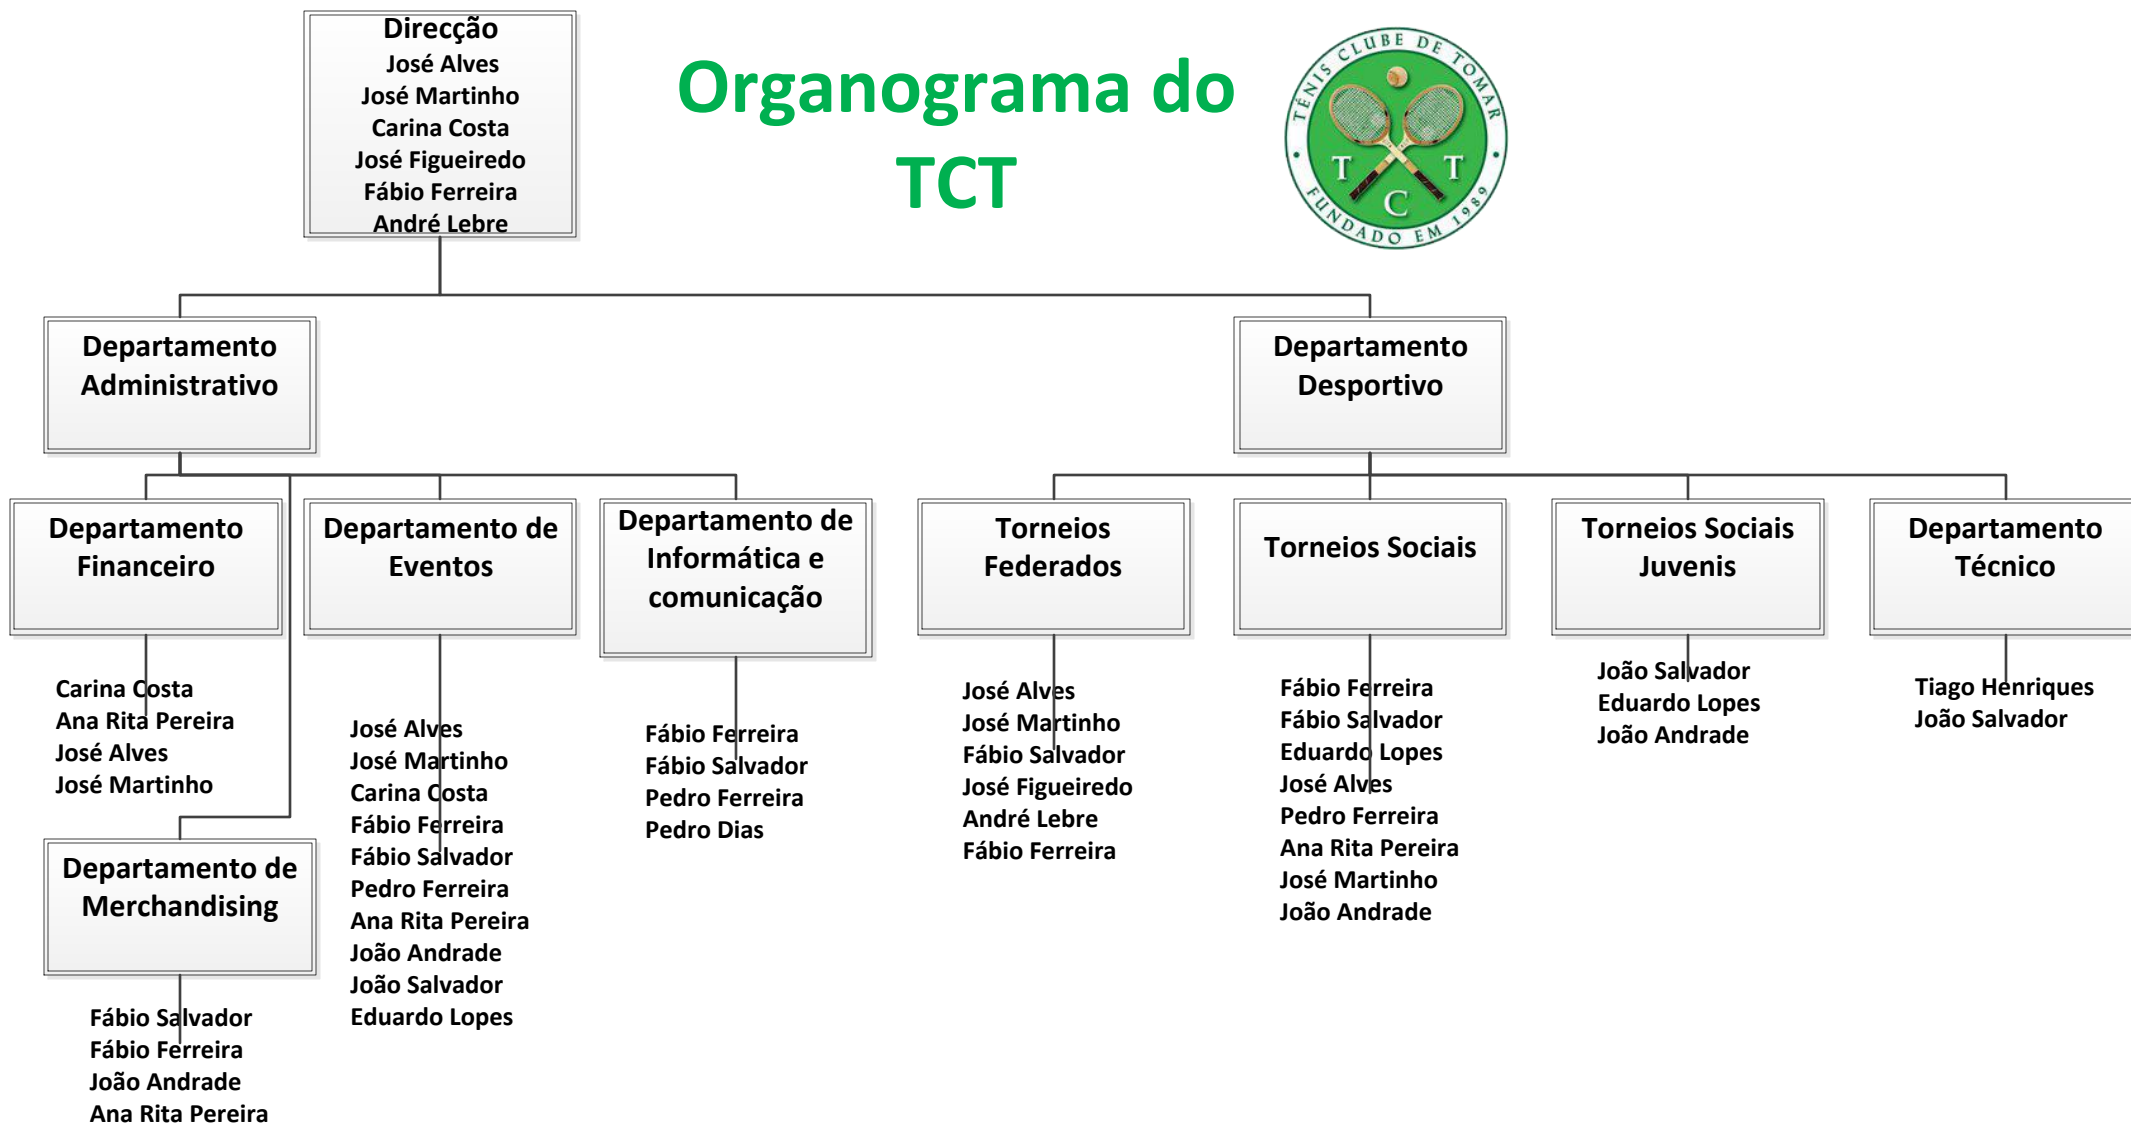 Direcção
José Alves
José Martinho
Carina Costa
José Figueiredo
Fábio Ferreira
André Lebre
Organograma do
TCT
TÉNIS CLUBE DE TOMAR
T C T
FUNDADO EM 1989
Departamento
Administrativo
Departamento
Desportivo
Departamento
Financeiro
Departamento de
Eventos
Departamento de
Informática e
comunicação
Torneios
Federados
Torneios Sociais
Torneios Sociais
Juvenis
Departamento
Técnico
Carina Costa
Ana Rita Pereira
José Alves
José Martinho
Departamento de
Merchandising
Fábio Salvador
Fábio Ferreira
João Andrade
Ana Rita Pereira
José Alves
José Martinho
Carina Costa
Fábio Ferreira
Fábio Salvador
Pedro Ferreira
Ana Rita Pereira
João Andrade
João Salvador
Eduardo Lopes
Fábio Ferreira
Fábio Salvador
Pedro Ferreira
Pedro Dias
José Alves
José Martinho
Fábio Salvador
José Figueiredo
André Lebre
Fábio Ferreira
Fábio Ferreira
Fábio Salvador
Eduardo Lopes
José Alves
Pedro Ferreira
Ana Rita Pereira
José Martinho
João Andrade
João Salvador
Eduardo Lopes
João Andrade
Tiago Henriques
João Salvador